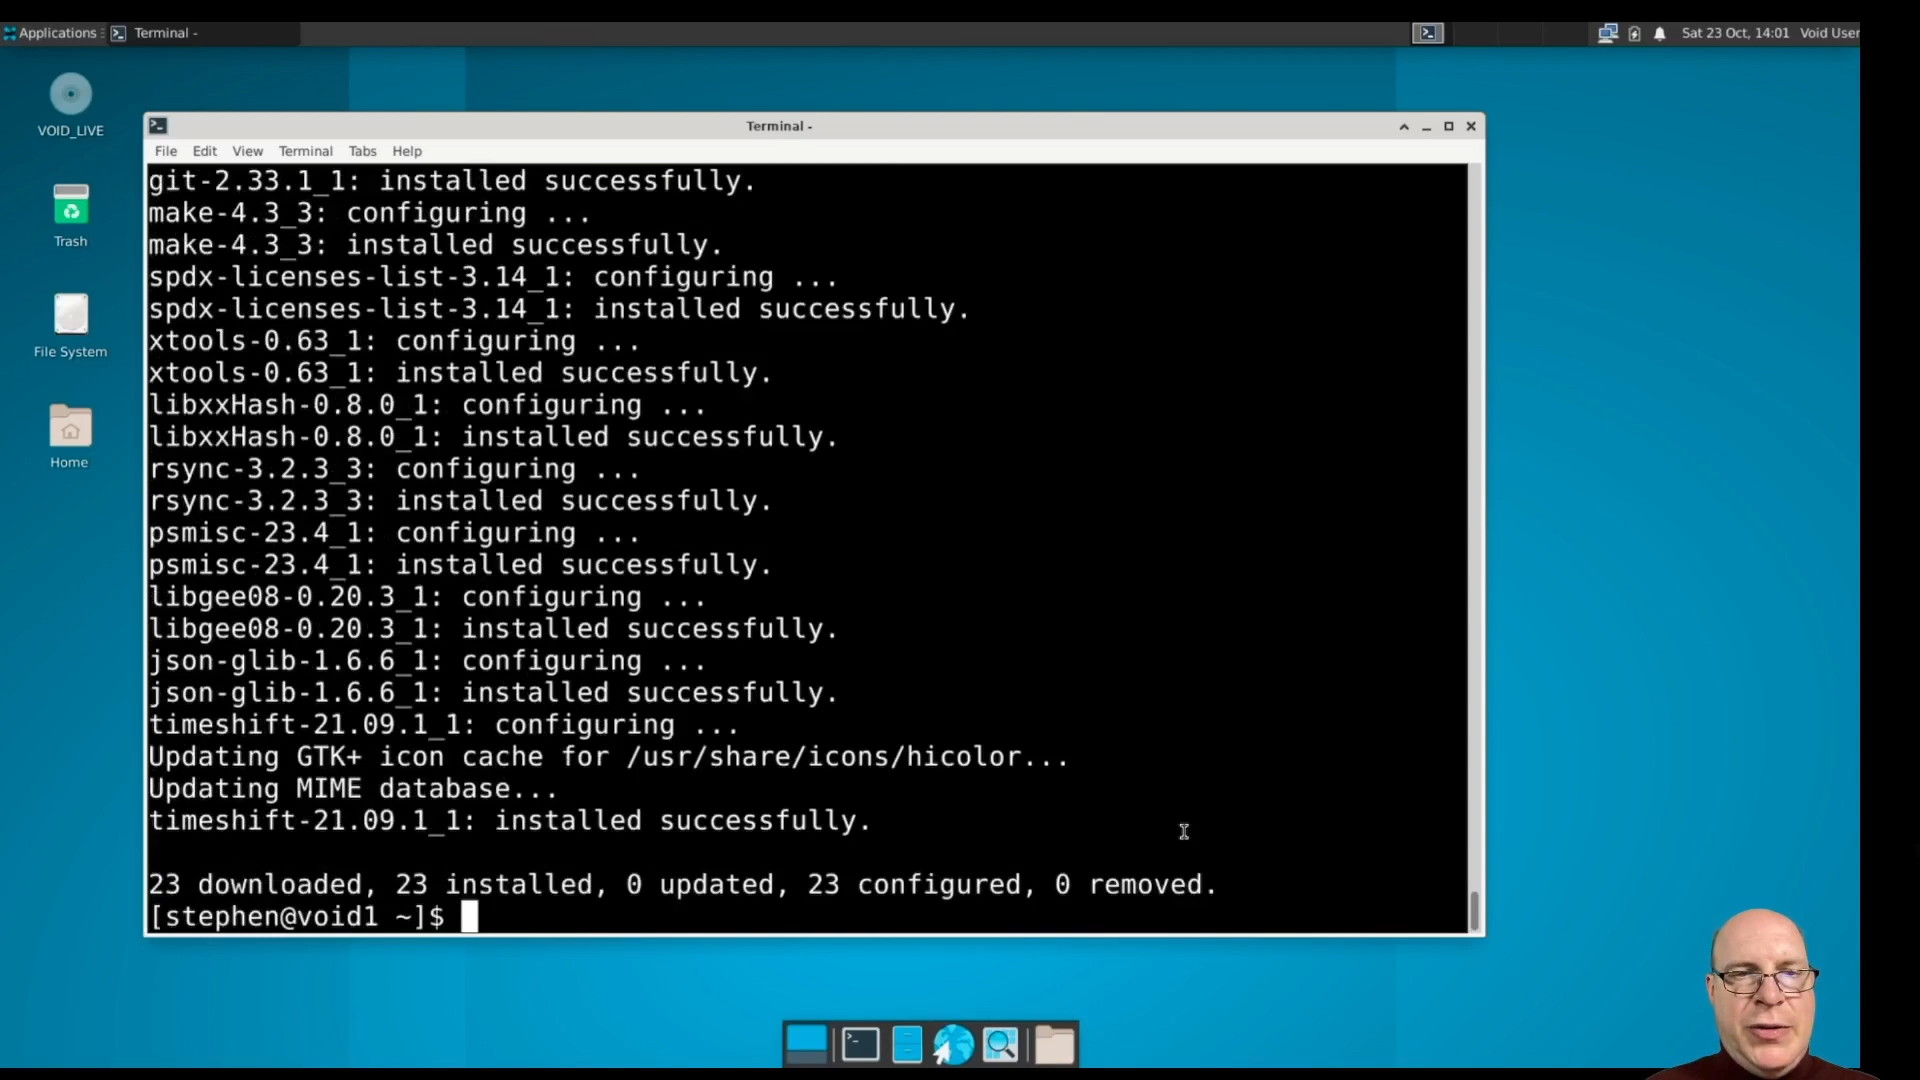 Applications
Terminal -
Sat 23 Oct, 14:01
Void User
VOID_LIVE
Trash
File System
Home
Terminal -
File Edit View Terminal Tabs Help
git-2.33.1_1: installed successfully.
make-4.3_3: configuring ...
make-4.3_3: installed successfully.
spdx-licenses-list-3.14_1: configuring ...
spdx-licenses-list-3.14_1: installed successfully.
xtools-0.63_1: configuring ...
xtools-0.63_1: installed successfully.
libxxHash-0.8.0_1: configuring ...
libxxHash-0.8.0_1: installed successfully.
rsync-3.2.3_3: configuring ...
rsync-3.2.3_3: installed successfully.
psmisc-23.4_1: configuring ...
psmisc-23.4_1: installed successfully.
libgee08-0.20.3_1: configuring ...
libgee08-0.20.3_1: installed successfully.
json-glib-1.6.6_1: configuring ...
json-glib-1.6.6_1: installed successfully.
timeshift-21.09.1_1: configuring ...
Updating GTK+ icon cache for /usr/share/icons/hicolor...
Updating MIME database...
timeshift-21.09.1_1: installed successfully.
23 downloaded, 23 installed, 0 updated, 23 configured, 0 removed.
[stephen@void1 ~]$